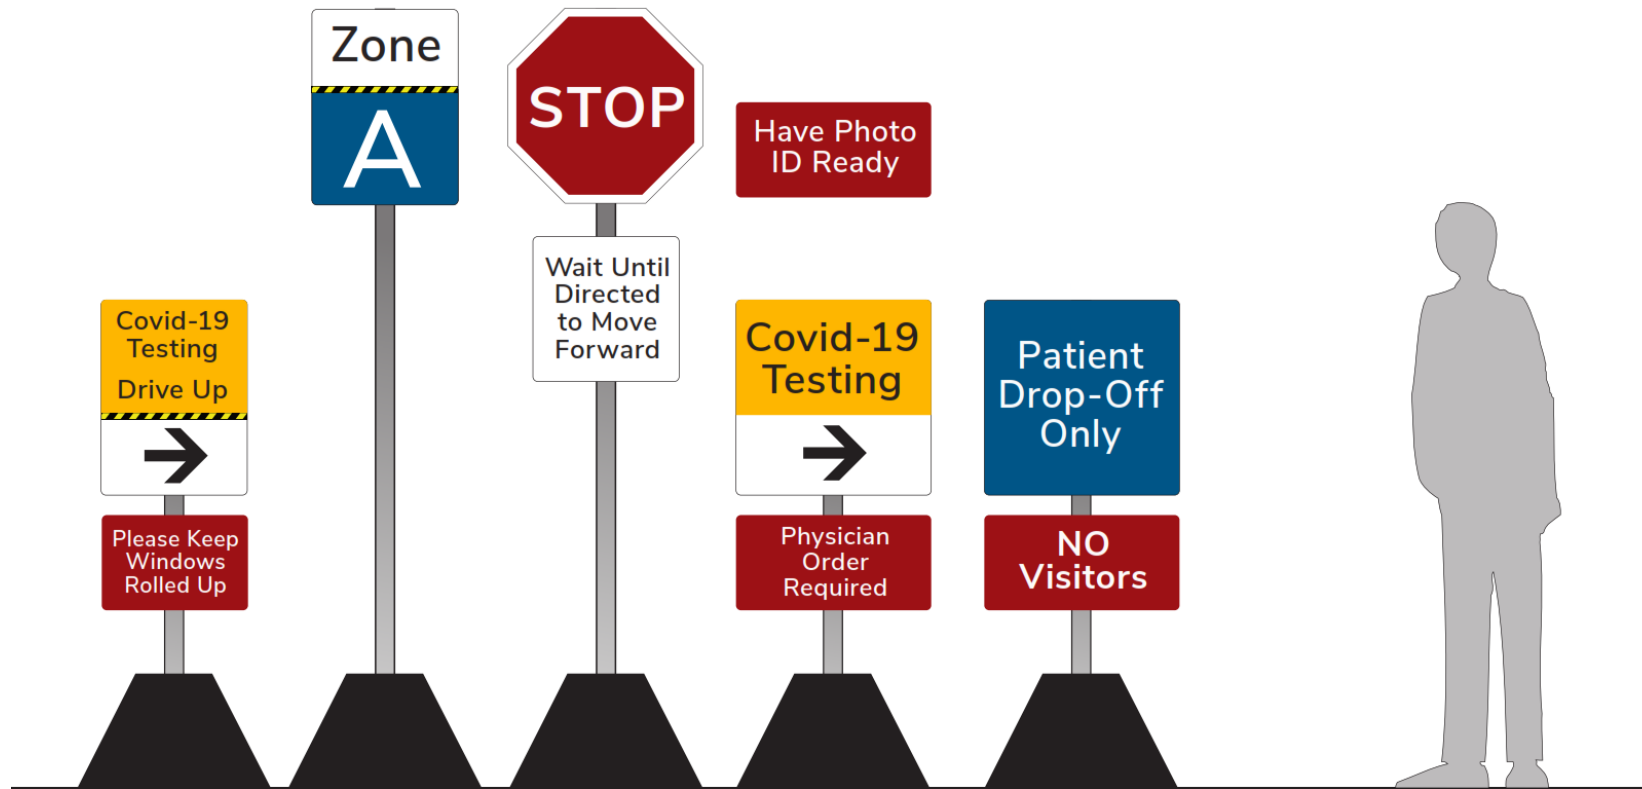 Covid-19
Testing
Drive Up
Please Keep
Windows
Rolled Up
Zone
A
STOP
Wait Until
Directed
to Move
Forward
Have Photo
ID Ready
Covid-19
Testing
Physician
Order
Required
Patient
Drop-Off
Only
NO
Visitors